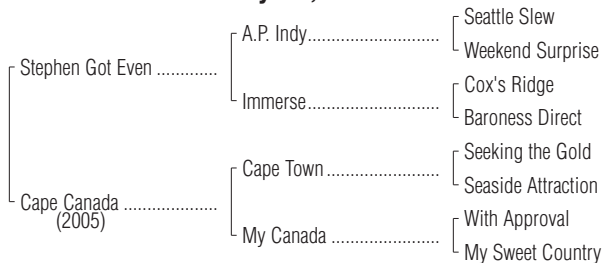 Seattle Slew
A.P. Indy..............................
Weekend Surprise
Stephen Got Even .............
Cox's Ridge
Immerse..............................
Baroness Direct
Seeking the Gold
Cape Town .........................
Seaside Attraction
Cape Canada ....................
(2005)
With Approval
My Canada ........................
My Sweet Country